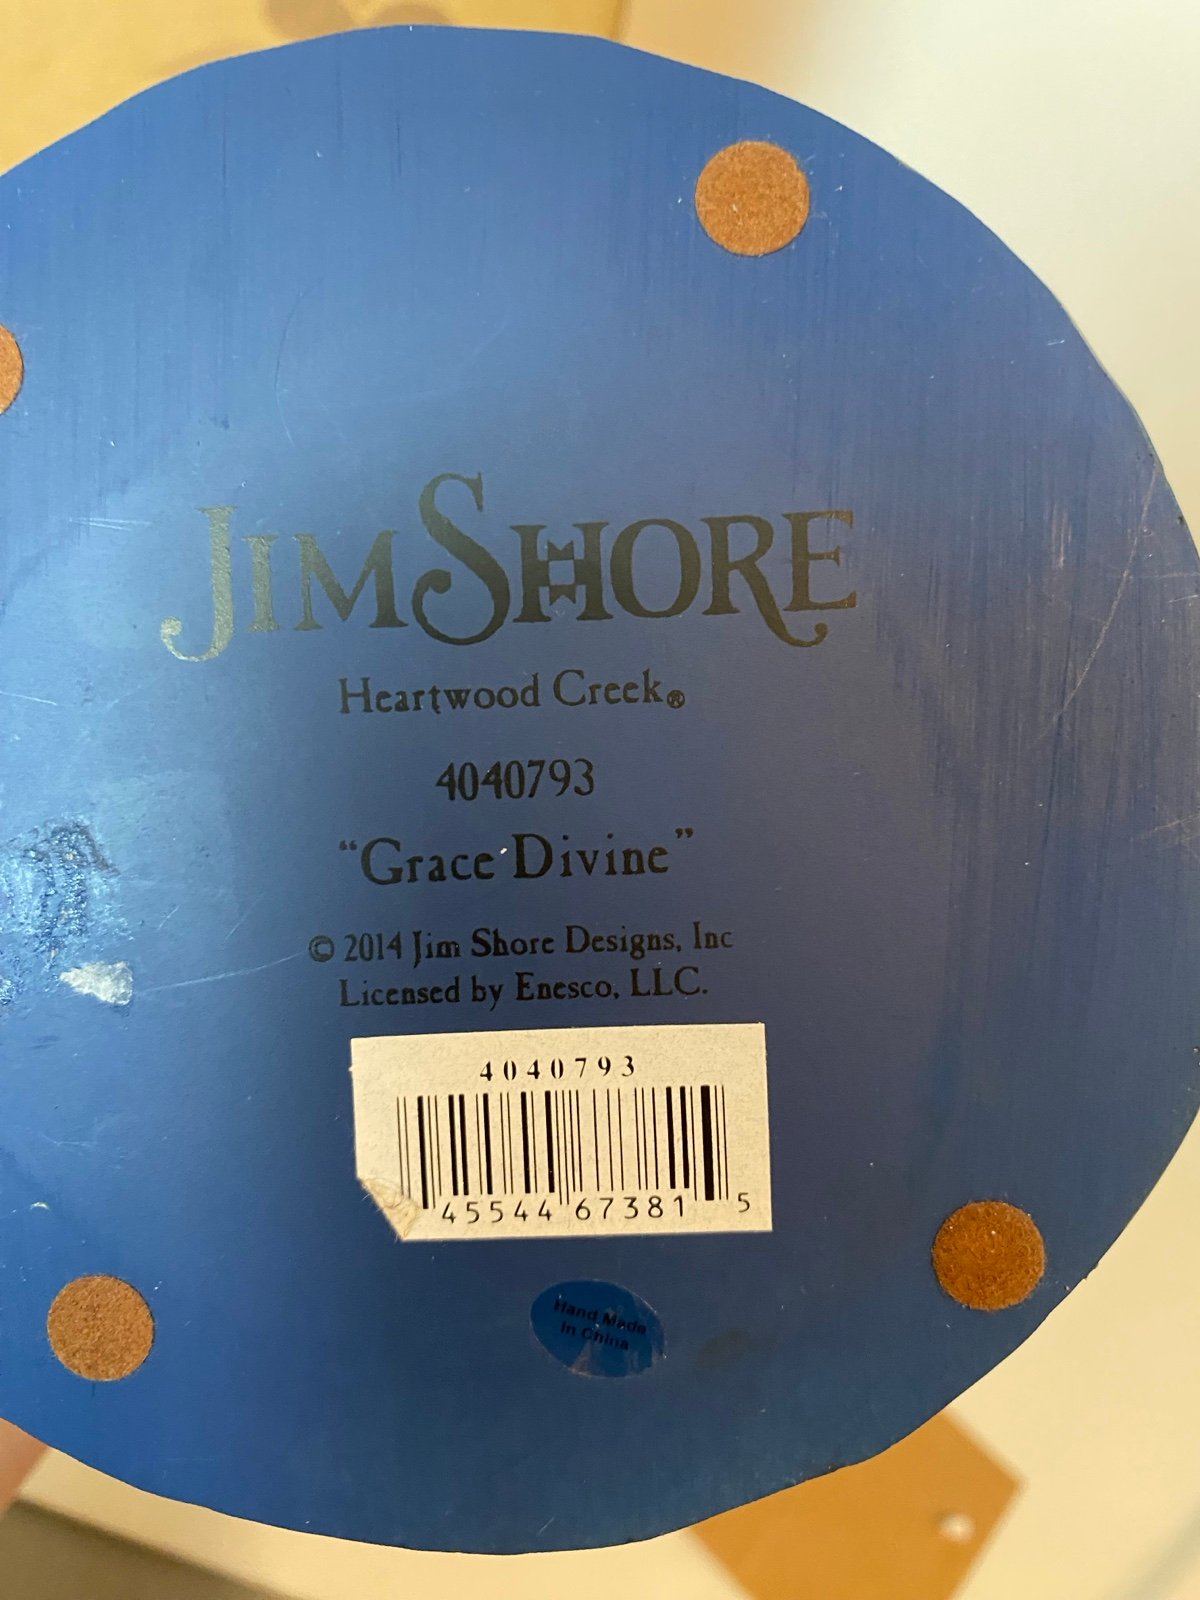 JIM SHORE
Heartwood Creek®
4040793
"Grace Divine"
© 2014 Jim Shore Designs, Inc
Licensed by Enesco, LLC.
4040793
45544 67381 5
Hand Made
in China